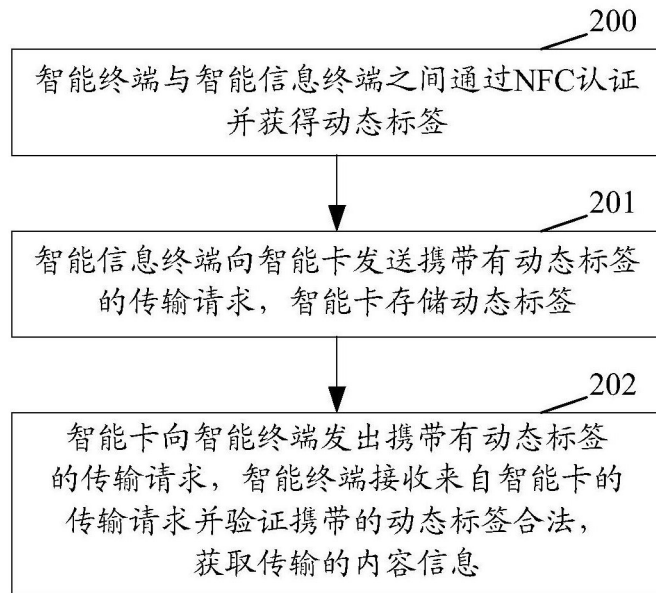 200
智能终端与智能信息终端之间通过NFC认证
并获得动态标签
201
智能信息终端向智能卡发送携带有动态标签
的传输请求，智能卡存储动态标签
202
智能卡向智能终端发出携带有动态标签
的传输请求，智能终端接收来自智能卡的
传输请求并验证携带的动态标签合法，
获取传输的内容信息